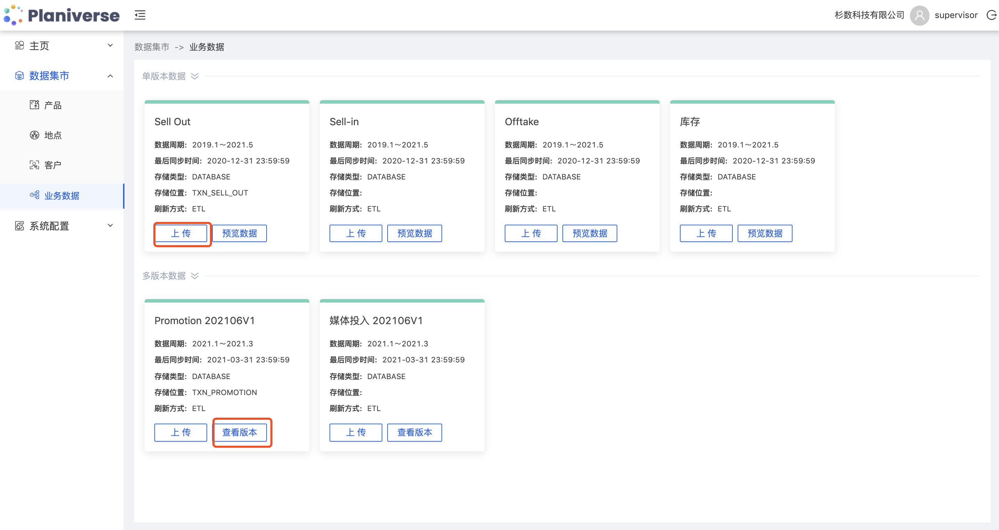 Planiverse
杉数科技有限公司 supervisor
主页
数据集市
产品
地点
客户
业务数据
系统配置
数据集市 -> 业务数据
单版本数据
Sell Out
数据周期: 2019.1～2021.5
最后同步时间: 2020-12-31 23:59:59
存储类型: DATABASE
存储位置: TXN_SELL_OUT
刷新方式: ETL
上 传 预览数据
Sell-in
数据周期: 2019.1～2021.5
最后同步时间: 2020-12-31 23:59:59
存储类型: DATABASE
存储位置:
刷新方式: ETL
上 传 预览数据
Offtake
数据周期: 2019.1～2021.5
最后同步时间: 2020-12-31 23:59:59
存储类型: DATABASE
存储位置:
刷新方式: ETL
上 传 预览数据
库存
数据周期: 2019.1～2021.5
最后同步时间: 2020-12-31 23:59:59
存储类型: DATABASE
存储位置:
刷新方式: ETL
上 传 预览数据
多版本数据
Promotion 202106V1
数据周期: 2021.1～2021.3
最后同步时间: 2021-03-31 23:59:59
存储类型: DATABASE
存储位置: TXN_PROMOTION
刷新方式: ETL
上 传 查看版本
媒体投入 202106V1
数据周期: 2021.1～2021.3
最后同步时间: 2021-03-31 23:59:59
存储类型: DATABASE
存储位置:
刷新方式: ETL
上 传 查看版本